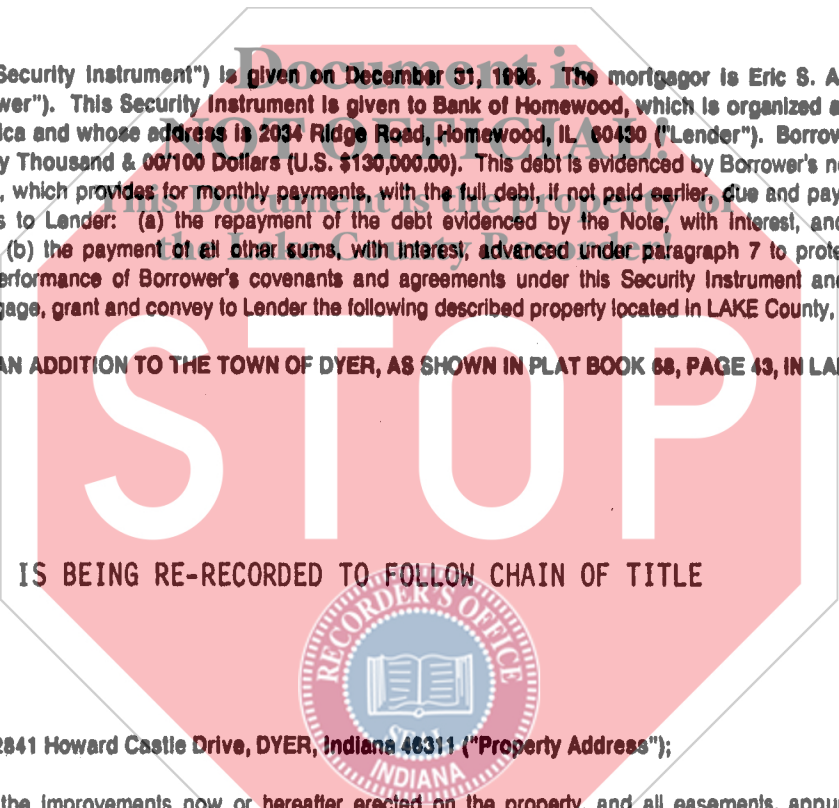 Document is
Security Instrument") is given on December 31, 1996. The mortgagor is Eric S. A
wer"). This Security Instrument is given to Bank of Homewood, which is organized a
NOT OFFICIAL!
ica and whose address is 2034 Ridge Road, Homewood, IL 60430 ("Lender"). Borrow
y Thousand & 00/100 Dollars (U.S. $130,000.00). This debt is evidenced by Borrower's n
, which provides for monthly payments, with the full debt, if not paid earlier, due and pay
This Document is the property of
s to Lender: (a) the repayment of the debt evidenced by the Note, with interest, and
(b) the payment of all other sums, with interest, advanced under paragraph 7 to prote
the Lake County Recorder!
erformance of Borrower's covenants and agreements under this Security Instrument and
gage, grant and convey to Lender the following described property located in LAKE County,
AN ADDITION TO THE TOWN OF DYER, AS SHOWN IN PLAT BOOK 68, PAGE 43, IN LA
STOP
IS BEING RE-RECORDED TO FOLLOW CHAIN OF TITLE
RECORDER'S OFFICE
SEAL
INDIANA
2841 Howard Castle Drive, DYER, Indiana 46311 ("Property Address");
the improvements now or hereafter erected on the property, and all easements, appu